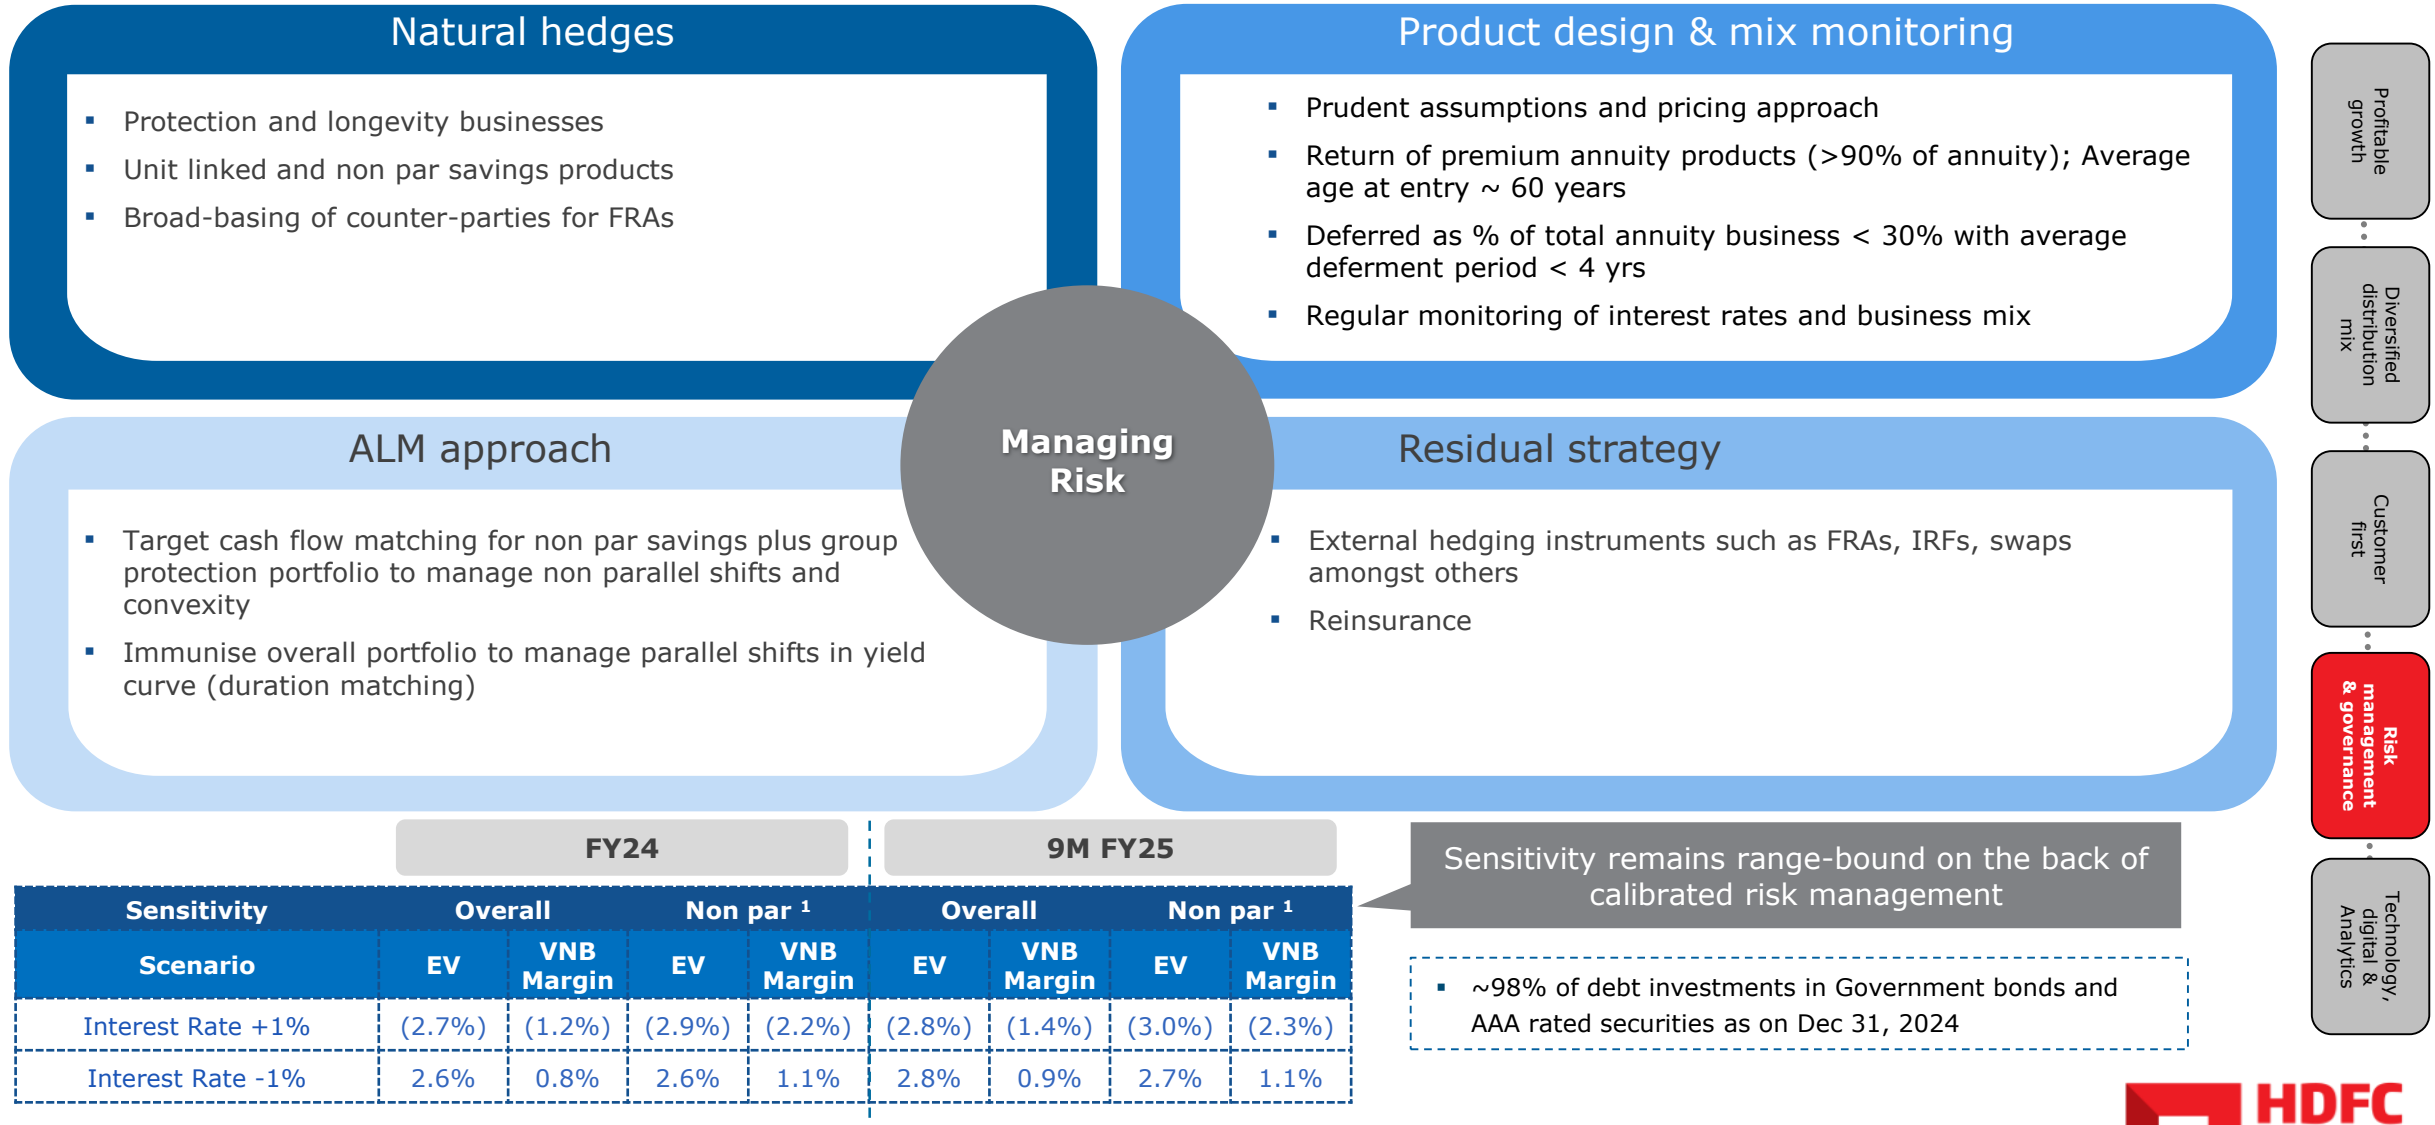 Natural hedges
▪ Protection and longevity businesses
▪ Unit linked and non par savings products
▪ Broad-basing of counter-parties for FRAs
Product design & mix monitoring
▪ Prudent assumptions and pricing approach
▪ Return of premium annuity products (>90% of annuity); Average
age at entry ~ 60 years
▪ Deferred as % of total annuity business < 30% with average
deferment period < 4 yrs
▪ Regular monitoring of interest rates and business mix
Managing
Risk
ALM approach
▪ Target cash flow matching for non par savings plus group
protection portfolio to manage non parallel shifts and
convexity
▪ Immunise overall portfolio to manage parallel shifts in yield
curve (duration matching)
Residual strategy
▪ External hedging instruments such as FRAs, IRFs, swaps
amongst others
▪ Reinsurance
Profitable
growth
Diversified
distribution
mix
Customer
first
Risk
management
& governance
Technology,
digital &
Analytics
FY24 9M FY25
Sensitivity Overall Non par ¹ Overall Non par ¹
Scenario EV VNB Margin EV VNB Margin EV VNB Margin EV VNB Margin
Interest Rate +1% (2.7%) (1.2%) (2.9%) (2.2%) (2.8%) (1.4%) (3.0%) (2.3%)
Interest Rate -1% 2.6% 0.8% 2.6% 1.1% 2.8% 0.9% 2.7% 1.1%
Sensitivity remains range-bound on the back of
calibrated risk management
▪ ~98% of debt investments in Government bonds and
AAA rated securities as on Dec 31, 2024
HDFC